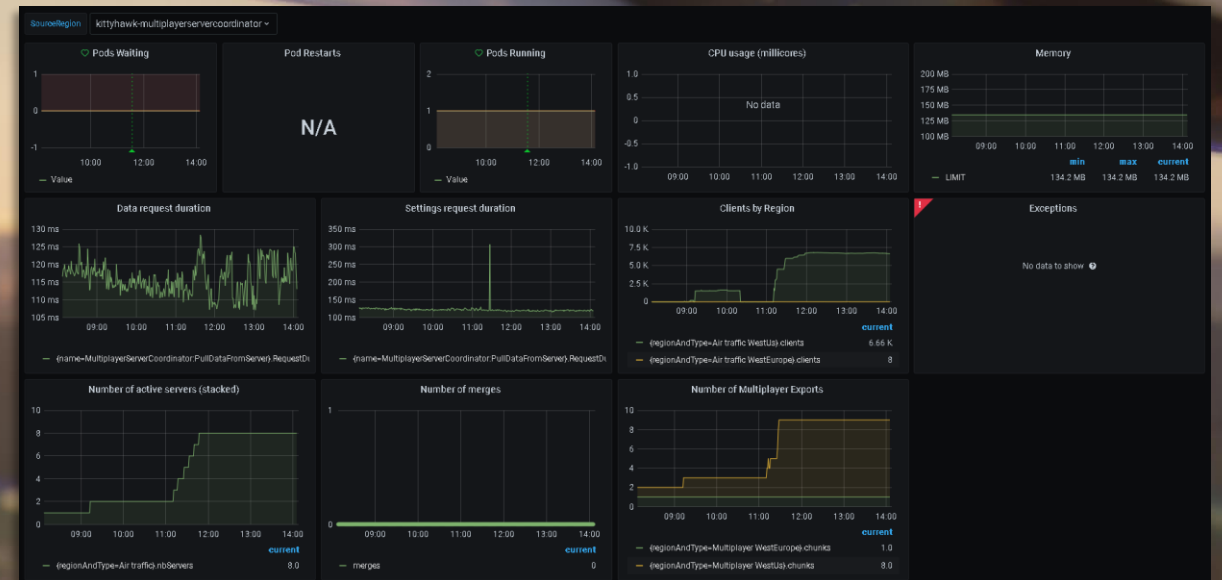 SourceRegion kittyhawk-multiplayerservercoordinator
Pods Waiting
1
0
-1
10:00 12:00 14:00
Value
Pod Restarts
N/A
Pods Running
2
1
0
10:00 12:00 14:00
Value
CPU usage (millicores)
1.0
0.5
0
-0.5
-1.0
No data
09:00 10:00 11:00 12:00 13:00 14:00
Memory
200 MB
175 MB
150 MB
125 MB
100 MB
09:00 10:00 11:00 12:00 13:00 14:00
min max current
LIMIT 134.2 MB 134.2 MB 134.2 MB
Data request duration
130 ms
125 ms
120 ms
115 ms
110 ms
105 ms
09:00 10:00 11:00 12:00 13:00 14:00
{name=MultiplayerServerCoordinator.PullDataFromServer}.RequestDu
Settings request duration
350 ms
300 ms
250 ms
200 ms
150 ms
100 ms
09:00 10:00 11:00 12:00 13:00 14:00
{name=MultiplayerServerCoordinator.PullDataFromServer}.RequestDu
Clients by Region
10.0 K
7.5 K
5.0 K
2.5 K
0
09:00 10:00 11:00 12:00 13:00 14:00
current
{regionAndType=Air traffic WestUs}.clients 6.66 K
{regionAndType=Air traffic WestEurope}.clients 8
!
Exceptions
No data to show
Number of active servers (stacked)
10
8
6
4
2
0
09:00 10:00 11:00 12:00 13:00 14:00
current
{regionAndType=Air traffic}.nbServers 8.0
Number of merges
1
0
09:00 10:00 11:00 12:00 13:00 14:00
current
merges 0
Number of Multiplayer Exports
10
8
6
4
2
0
09:00 10:00 11:00 12:00 13:00 14:00
current
{regionAndType=Multiplayer WestEurope}.chunks 1.0
{regionAndType=Multiplayer WestUs}.chunks 8.0